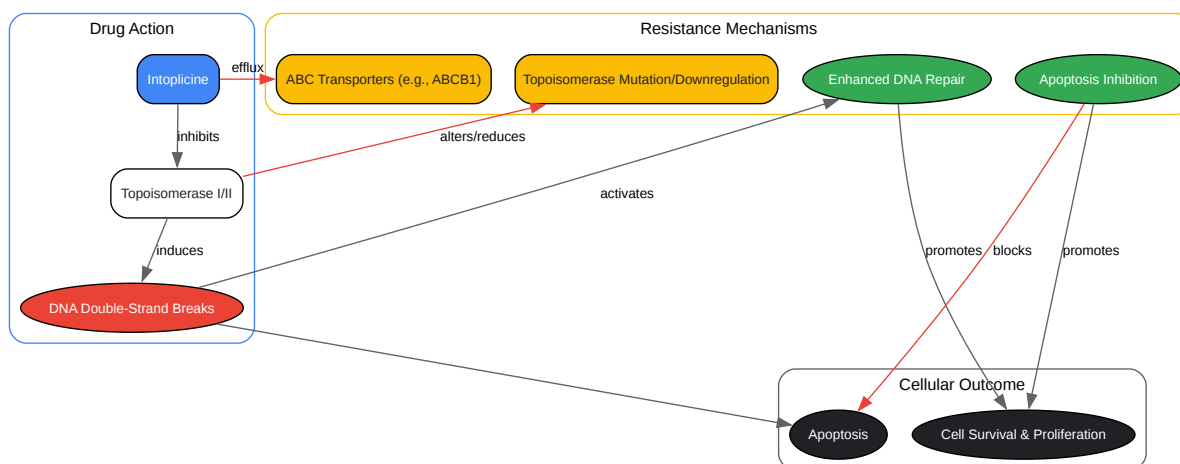 Drug Action
Resistance Mechanisms
Intoplicine
efflux
ABC Transporters (e.g., ABCB1)
Topoisomerase Mutation/Downregulation
Enhanced DNA Repair
Apoptosis Inhibition
inhibits
alters/reduces
Topoisomerase I/II
activates
induces
promotes
blocks
promotes
DNA Double-Strand Breaks
Cellular Outcome
Apoptosis
Cell Survival & Proliferation